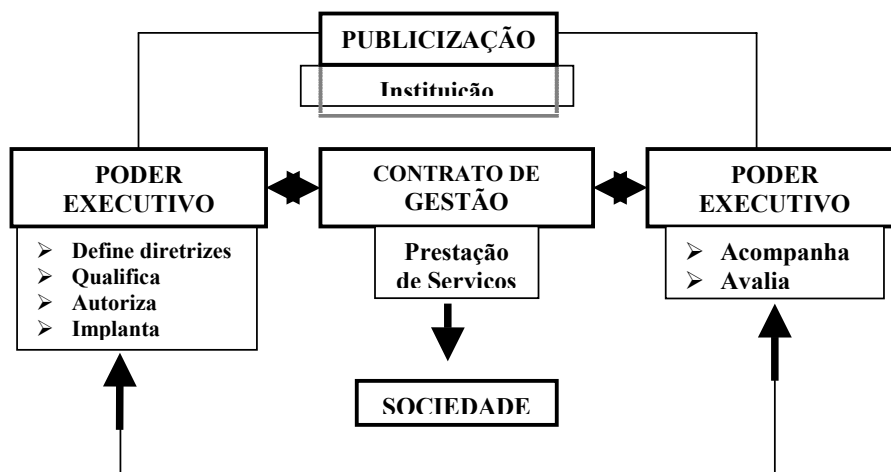 PUBLICIZAÇÃO
Instituição
PODER
EXECUTIVO
➢ Define diretrizes
➢ Qualifica
➢ Autoriza
➢ Implanta
CONTRATO DE
GESTÃO
Prestação
de Serviços
SOCIEDADE
PODER
EXECUTIVO
➢ Acompanha
➢ Avalia